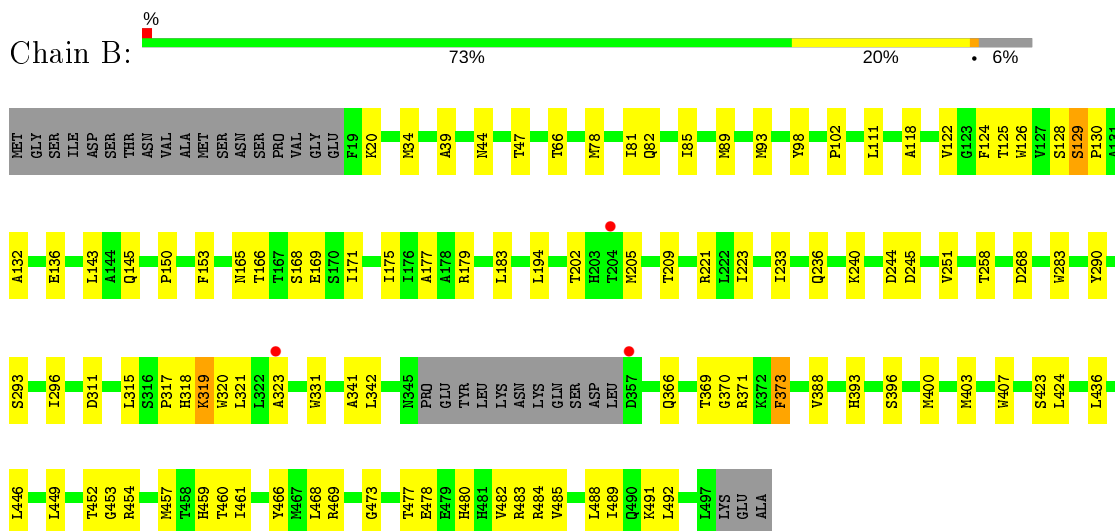 %
Chain B:
73% 20% • 6%
MET GLY SER ILE ASP SER THR ASN VAL ALA MET SER ASN SER PRO VAL GLY GLU F19 K20 M34 A39 N44 T47 T66 M78 I81 Q82 I85 M89 M93 Y98 P102 L111 A118 V122 G123 F124 T125 W126 V127 S128 S129 P130 A131
A132 E136 L143 A144 Q145 P150 F153 N165 T166 T167 S168 E169 S170 I171 I175 I176 A177 A178 R179 L183 L194 T202 H203 T204 M205 T209 R221 L222 I223 I233 Q236 K240 D244 D245 V251 T258 D268 W283 Y290
S293 I296 D311 L315 S316 P317 H318 K319 W320 L321 L322 A323 W331 A341 L342 N345 PRO GLU TYR LEU LYS ASN LYS GLN SER ASP LEU D357 Q366 T369 G370 R371 K372 F373 V388 H393 S396 M400 M403 W407 S423 L424 L436
L446 L449 T452 G453 R454 M457 T458 H459 T460 I461 Y466 M467 L468 R469 G473 T477 E478 E479 H480 H481 V482 R483 R484 V485 L488 I489 Q490 K491 L492 L497 LYS GLU ALA